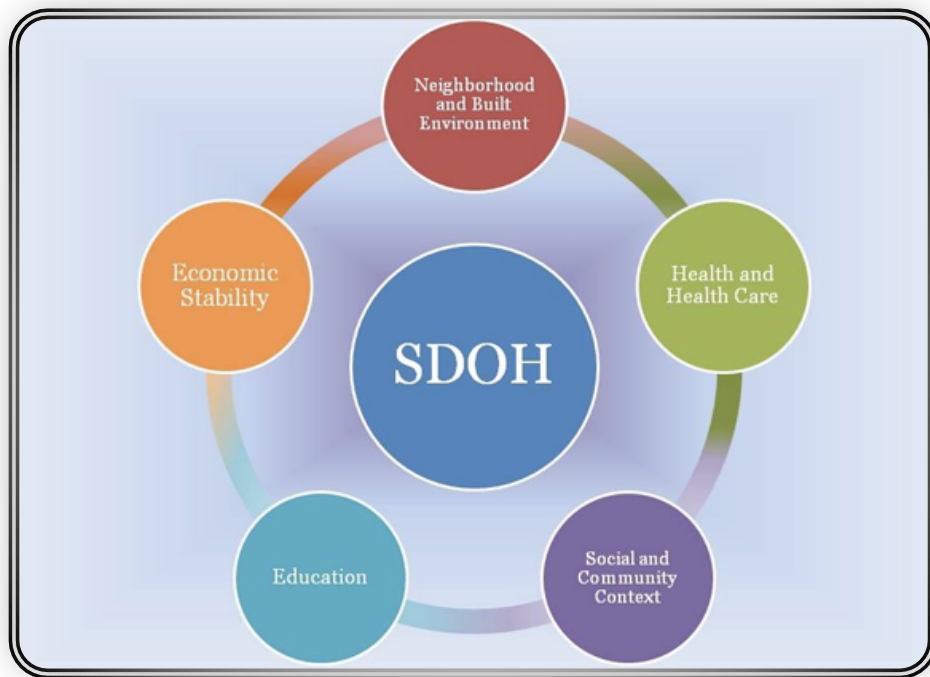 Neighborhood
and Built
Environment
Economic
Stability
Health and
Health Care
SDOH
Education
Social and
Community
Context